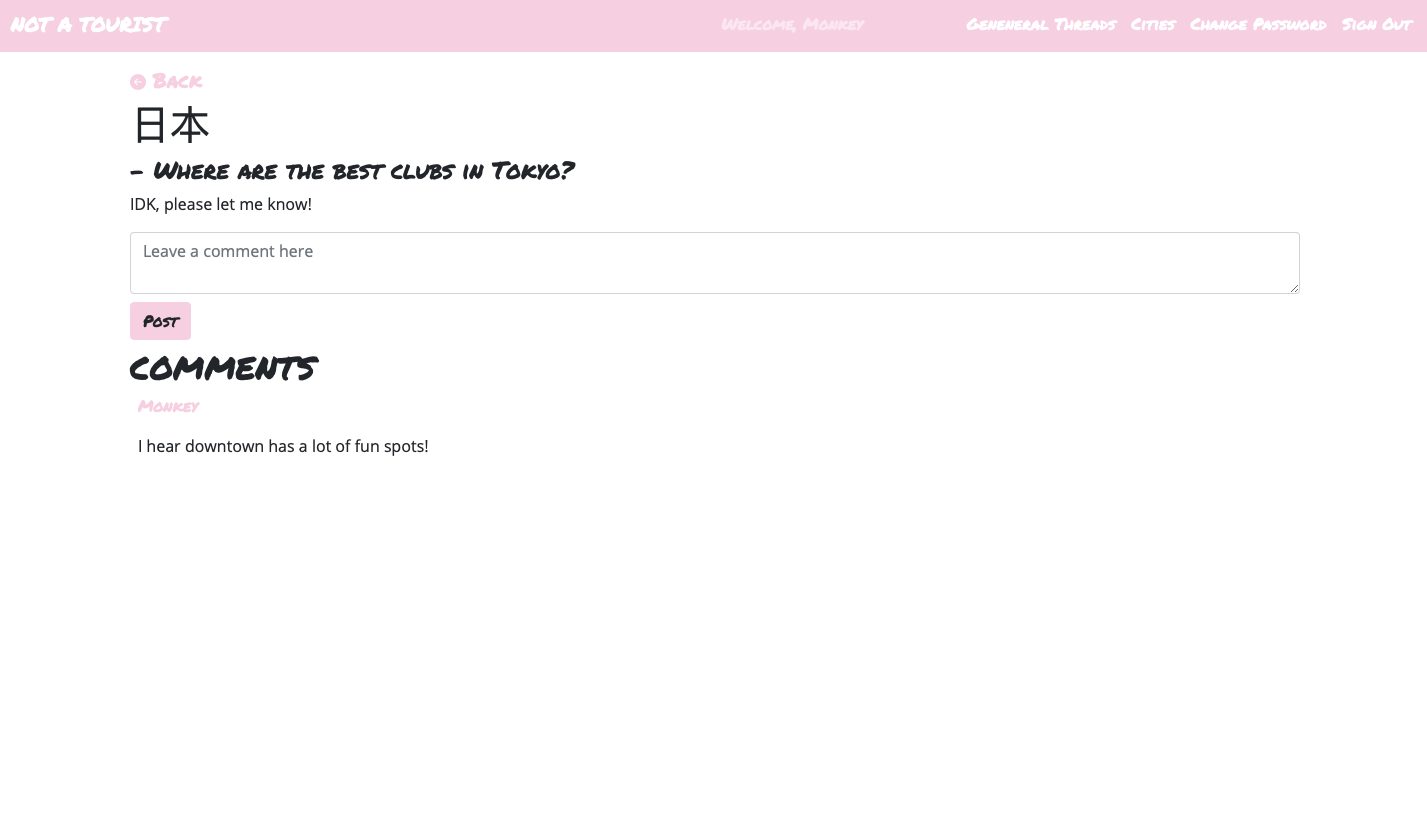 NOT A TOURIST
Welcome, Monkey
Geneneral Threads
Cities
Change Password
Sign Out
Back
日本
- Where are the best clubs in Tokyo?
IDK, please let me know!
Leave a comment here
Post
COMMENTS
Monkey
I hear downtown has a lot of fun spots!